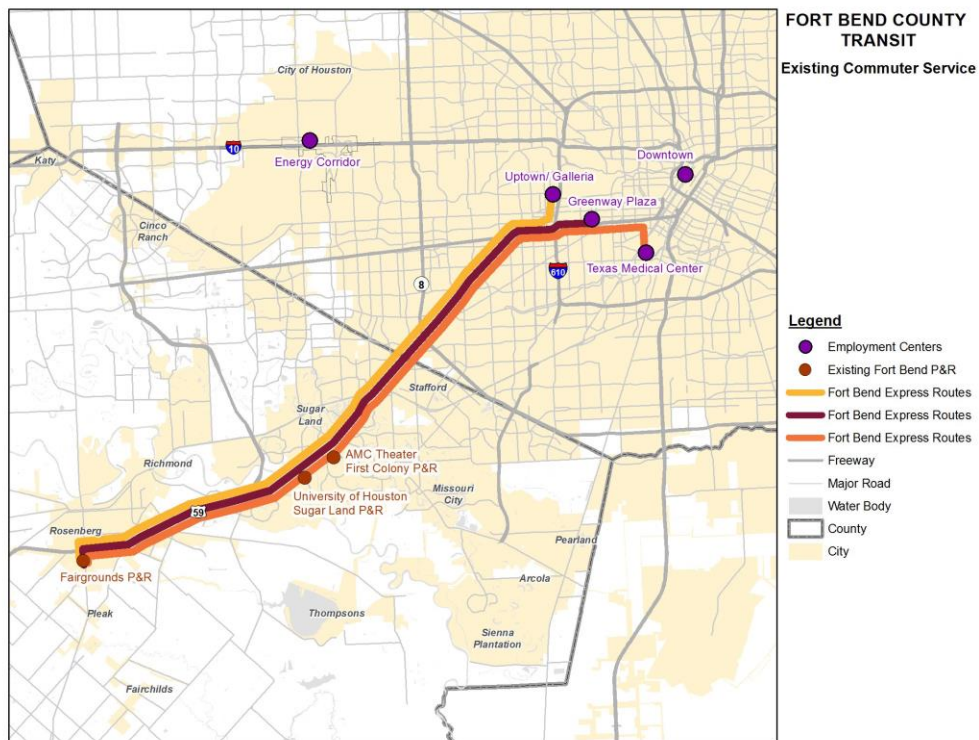 FORT BEND COUNTY
TRANSIT
Existing Commuter Service
City of Houston
10
Katy
Energy Corridor
Downtown
Uptown/ Galleria
Greenway Plaza
Cinco
Ranch
Texas Medical Center
610
8
Stafford
Sugar
Land
AMC Theater
First Colony P&R
Richmond
University of Houston
Sugar Land P&R
Missouri
City
59
Rosenberg
Pearland
Fairgrounds P&R
Arcola
Pleak
Thompsons
Sienna
Plantation
Fairchilds
Legend
Employment Centers
Existing Fort Bend P&R
Fort Bend Express Routes
Fort Bend Express Routes
Fort Bend Express Routes
Freeway
Major Road
Water Body
County
City